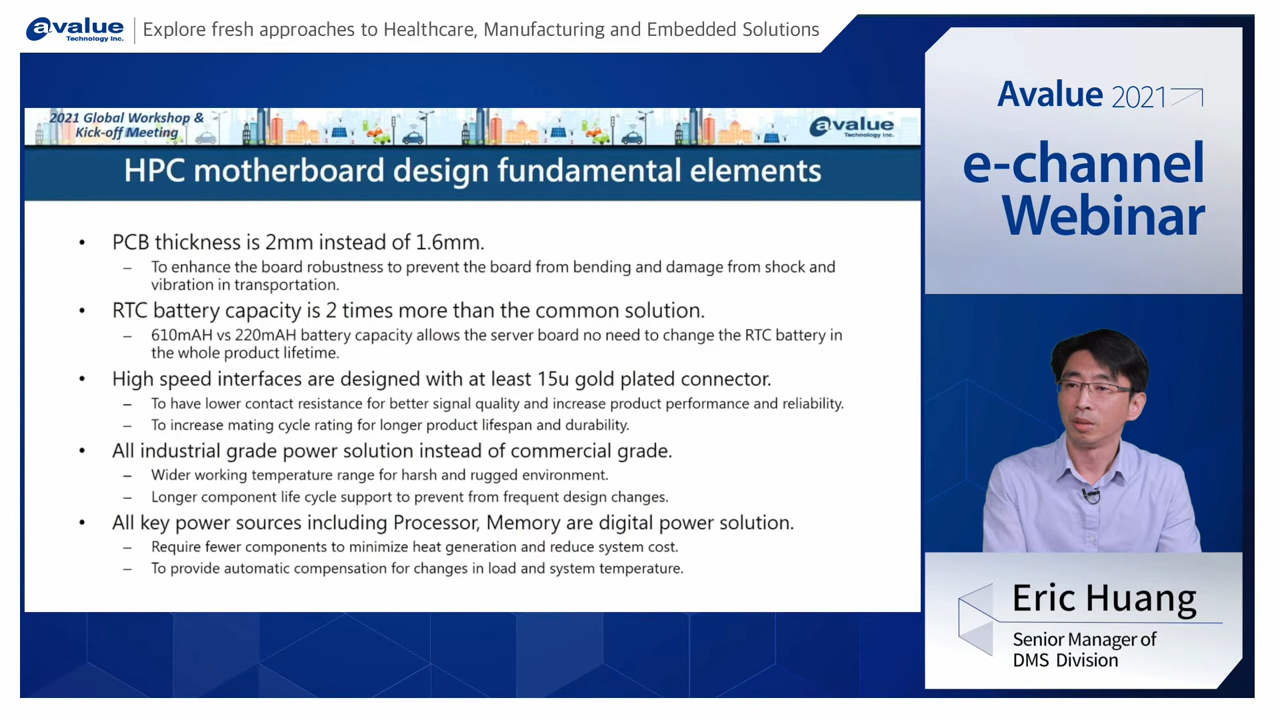 avalue
Technology Inc.
Explore fresh approaches to Healthcare, Manufacturing and Embedded Solutions
2021 Global Workshop &
Kick-off Meeting
avalue
Technology Inc.
HPC motherboard design fundamental elements
• PCB thickness is 2mm instead of 1.6mm.
– To enhance the board robustness to prevent the board from bending and damage from shock and
vibration in transportation.
• RTC battery capacity is 2 times more than the common solution.
– 610mAH vs 220mAH battery capacity allows the server board no need to change the RTC battery in
the whole product lifetime.
• High speed interfaces are designed with at least 15u gold plated connector.
– To have lower contact resistance for better signal quality and increase product performance and reliability.
– To increase mating cycle rating for longer product lifespan and durability.
• All industrial grade power solution instead of commercial grade.
– Wider working temperature range for harsh and rugged environment.
– Longer component life cycle support to prevent from frequent design changes.
• All key power sources including Processor, Memory are digital power solution.
– Require fewer components to minimize heat generation and reduce system cost.
– To provide automatic compensation for changes in load and system temperature.
Avalue 2021
e-channel
Webinar
Eric Huang
Senior Manager of
DMS Division